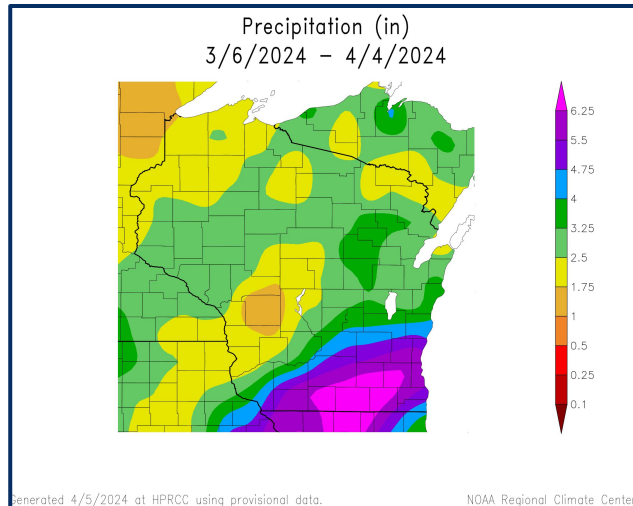 Precipitation (in)
3/6/2024 – 4/4/2024
6.25
5.5
4.75
4
3.25
2.5
1.75
1
0.5
0.25
0.1
Generated 4/5/2024 at HPRCC using provisional data.
NOAA Regional Climate Center